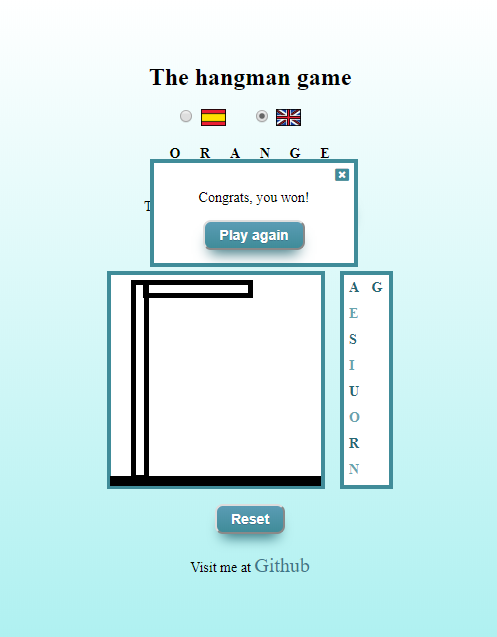 The hangman game
O R A N G E
Congrats, you won!
Play again
A G
E
S
I
U
O
R
N
Reset
Visit me at Github